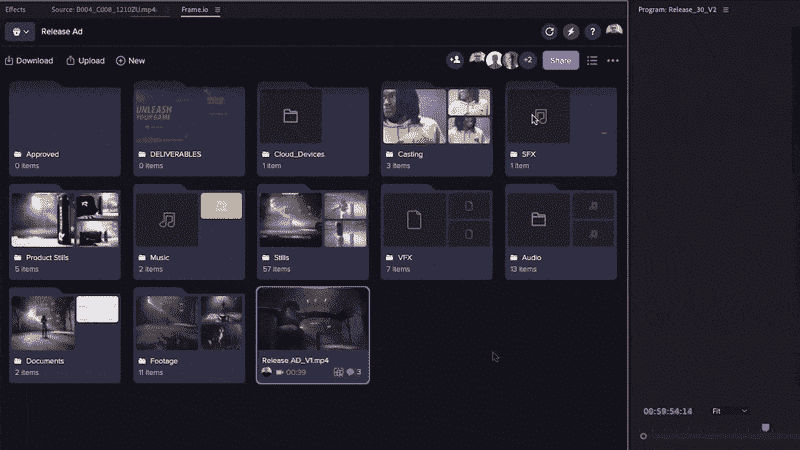 Effects
Source: D004_C008_1210ZU.mp4
Frame.io
Program: Release_30_V2
Release Ad
Download
Upload
New
+2
Share
UNLEASH
YOUR GAME
Approved
0 Items
DELIVERABLES
0 Items
Cloud_Devices
1 Item
Casting
3 Items
SFX
1 Item
Product Stills
5 Items
Music
2 Items
Stills
57 Items
VFX
7 Items
Audio
13 Items
Documents
2 Items
Footage
11 Items
Release AD_V1.mp4
00:39
3
00:59:54:14
Fit